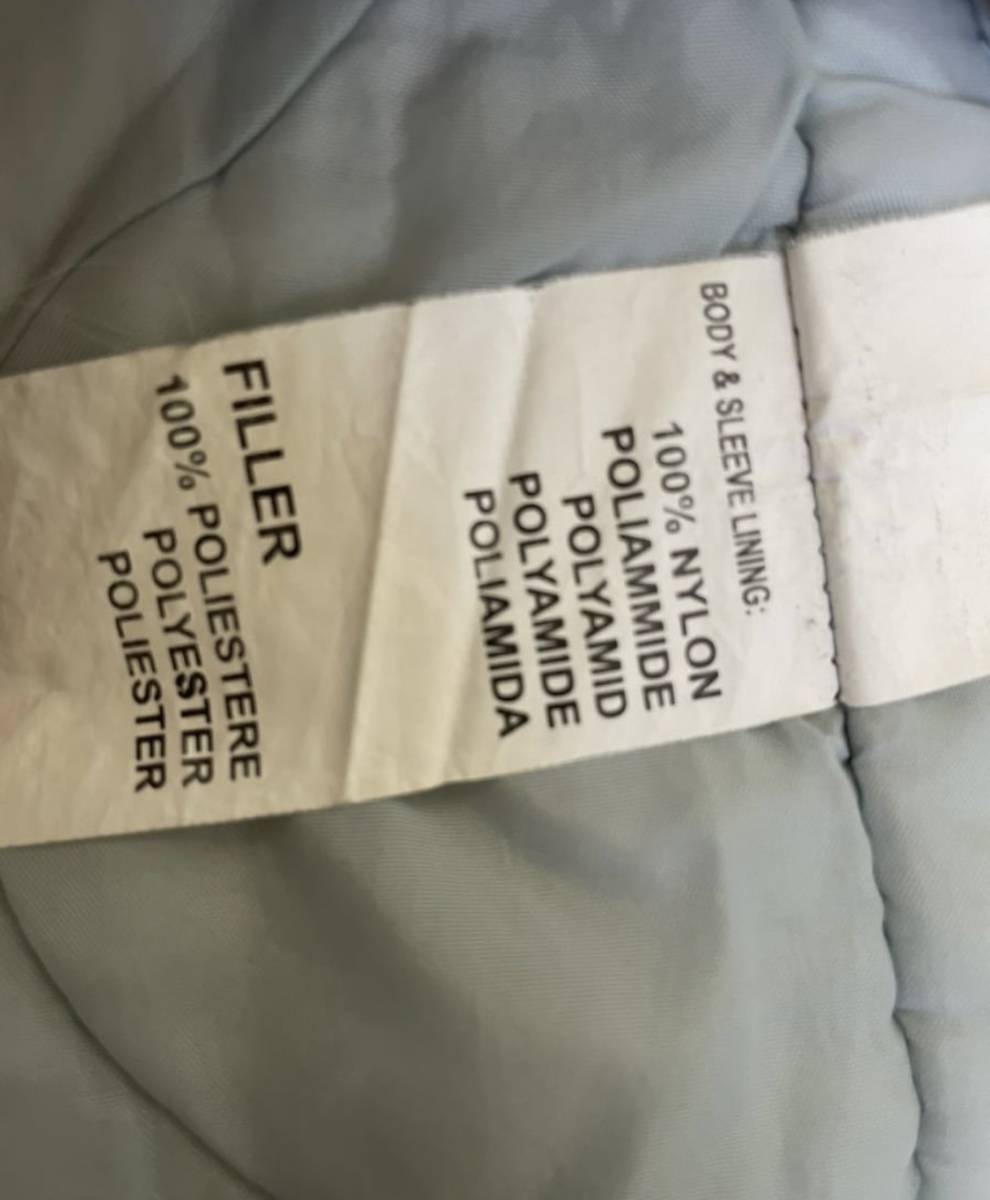 BODY & SLEEVE LINING:
100% NYLON
POLIAMMIDE
POLYAMID
POLYAMIDE
POLIAMIDA
FILLER
100% POLIESTERE
POLYESTER
POLIESTER